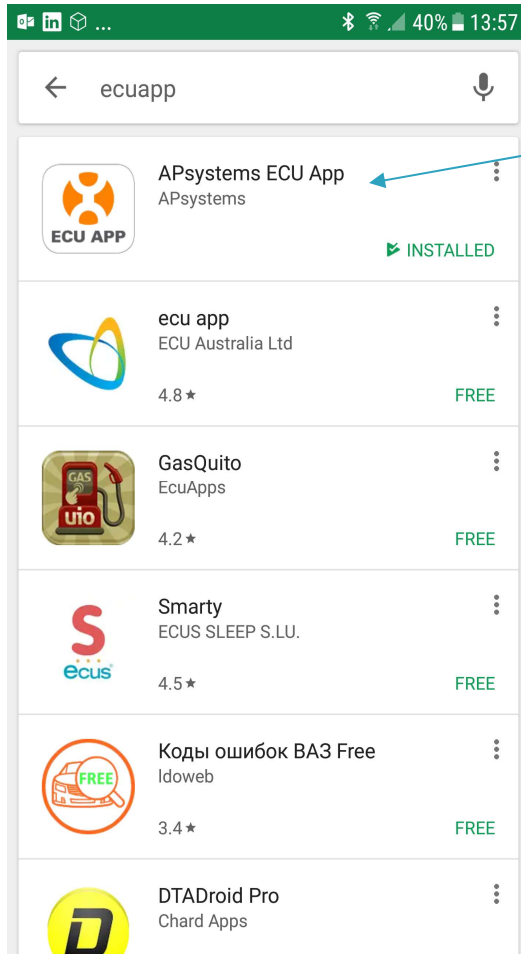 ... 40% 13:57
ecuapp
ECU APP
APsystems ECU App
APsystems
INSTALLED
ecu app
ECU Australia Ltd
4.8★ FREE
GAS
UIO
GasQuito
EcuApps
4.2★ FREE
S
ecus
Smarty
ECUS SLEEP S.LU.
4.5★ FREE
FREE
Коды ошибок ВАЗ Free
Idoweb
3.4★ FREE
D
DTADroid Pro
Chard Apps